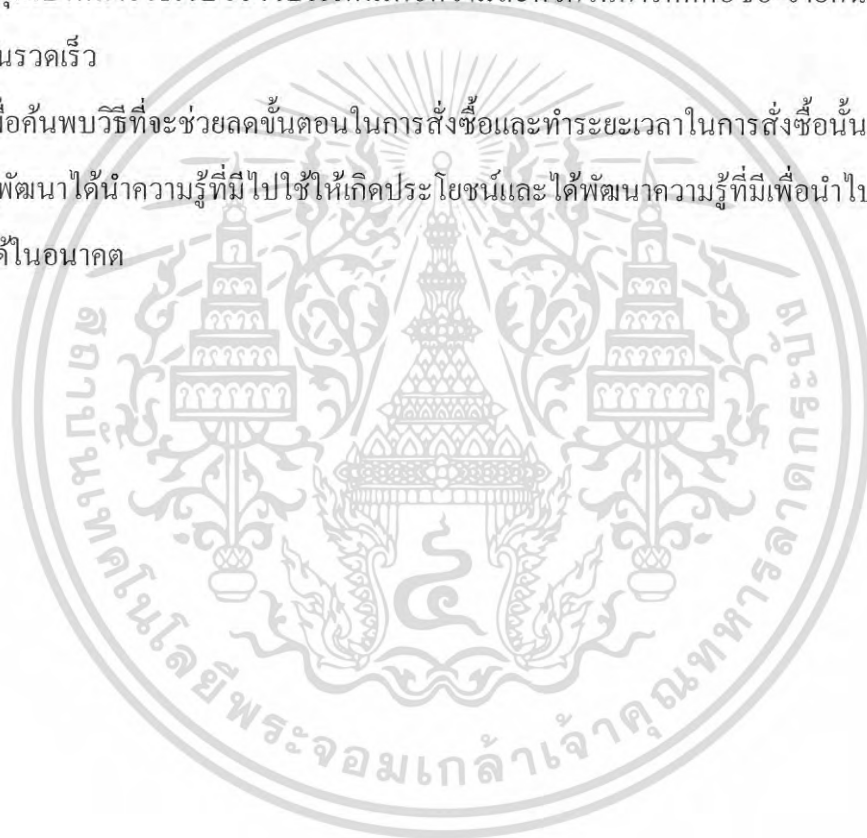 นรวดเร็ว
อค้นพบวิธีที่จะช่วยลดขั้นตอนในการสั่งซื้อและทำระยะเวลาในการสั่งซื้อนั้น
พัฒนาได้นำความรู้ที่มีไปใช้ให้เกิดประโยชน์และได้พัฒนาความรู้ที่มีเพื่อนำไป
ด้ในอนาคต
๔
สถาบันเทคโนโลยีพระจอมเกล้าเจ้าคุณทหารลาดกระบัง